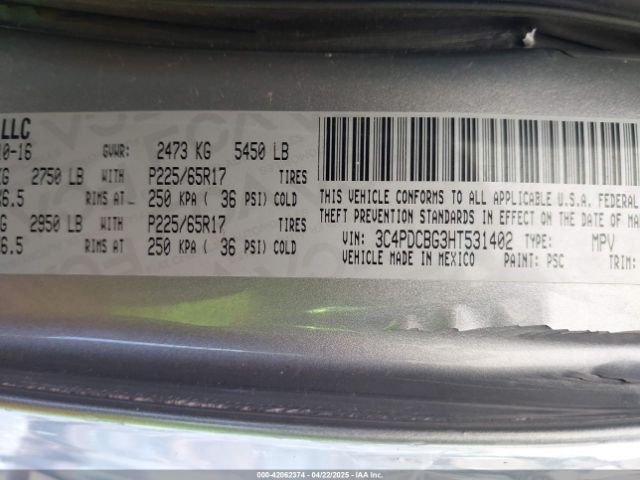 LLC
0-16 GVWR: 2473 KG 5450 LB
KG 2750 LB WITH P225/65R17 TIRES
6.5 RIMS AT 250 KPA ( 36 PSI) COLD
G 2950 LB WITH P225/65R17 TIRES
6.5 RIMS AT 250 KPA ( 36 PSI) COLD
THIS VEHICLE CONFORMS TO ALL APPLICABLE U.S.A. FEDERAL
THEFT PREVENTION STANDARDS IN EFFECT ON THE DATE OF MA
VIN: 3C4PDCBG3HT531402 TYPE: MPV
VEHICLE MADE IN MEXICO PAINT: PSC TRIM:
000-42062374 - 04/22/2025 - IAA Inc.